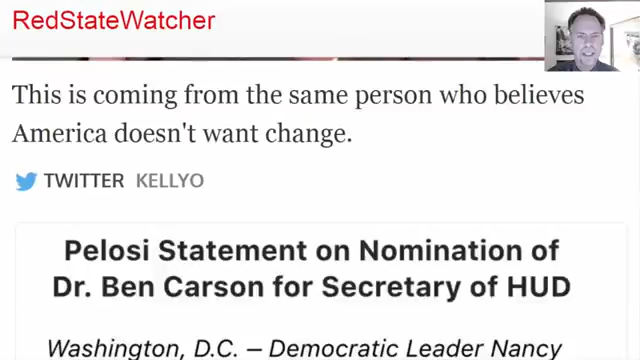 RedStateWatcher
This is coming from the same person who believes
America doesn't want change.
TWITTER KELLYO
Pelosi Statement on Nomination of
Dr. Ben Carson for Secretary of HUD
Washington, D.C. – Democratic Leader Nancy